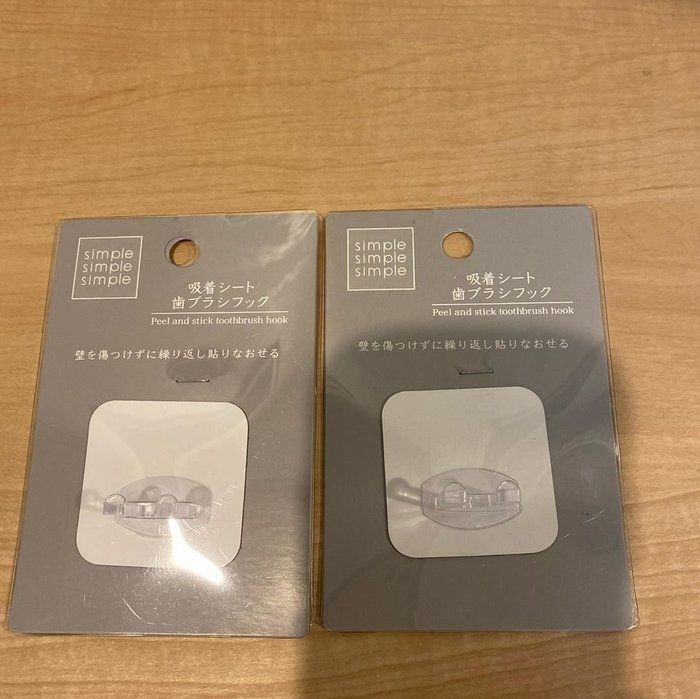 simple
simple
simple
吸着シート
歯ブラシフック
Peel and stick toothbrush hook
壁を傷つけずに繰り返し貼りなおせる
simple
simple
simple
吸着シート
歯ブラシフック
Peel and stick toothbrush hook
壁を傷つけずに繰り返し貼りなおせる